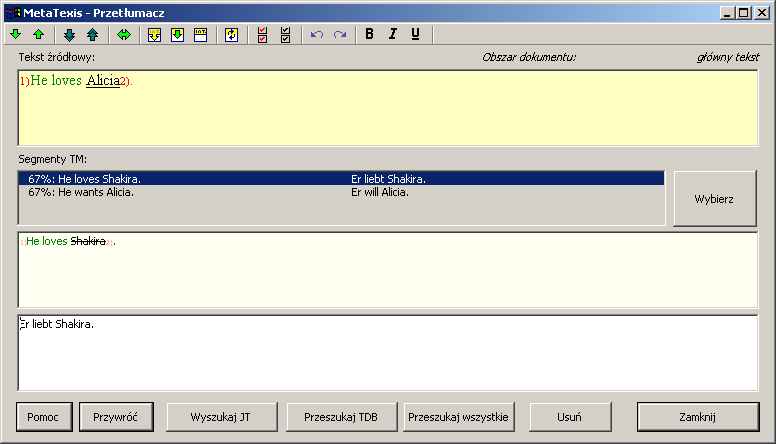 MetaTexis - Przetłumacz
B I U
Tekst źródłowy: Obszar dokumentu: główny tekst
1)He loves Alicia2).
Segmenty TM:
67%: He loves Shakira. Er liebt Shakira.
67%: He wants Alicia. Er will Alicia.
Wybierz
1)He loves Shakira2).
Er liebt Shakira.
Pomoc Przywróć Wyszukaj JT Przeszukaj TDB Przeszukaj wszystkie Usuń Zamknij